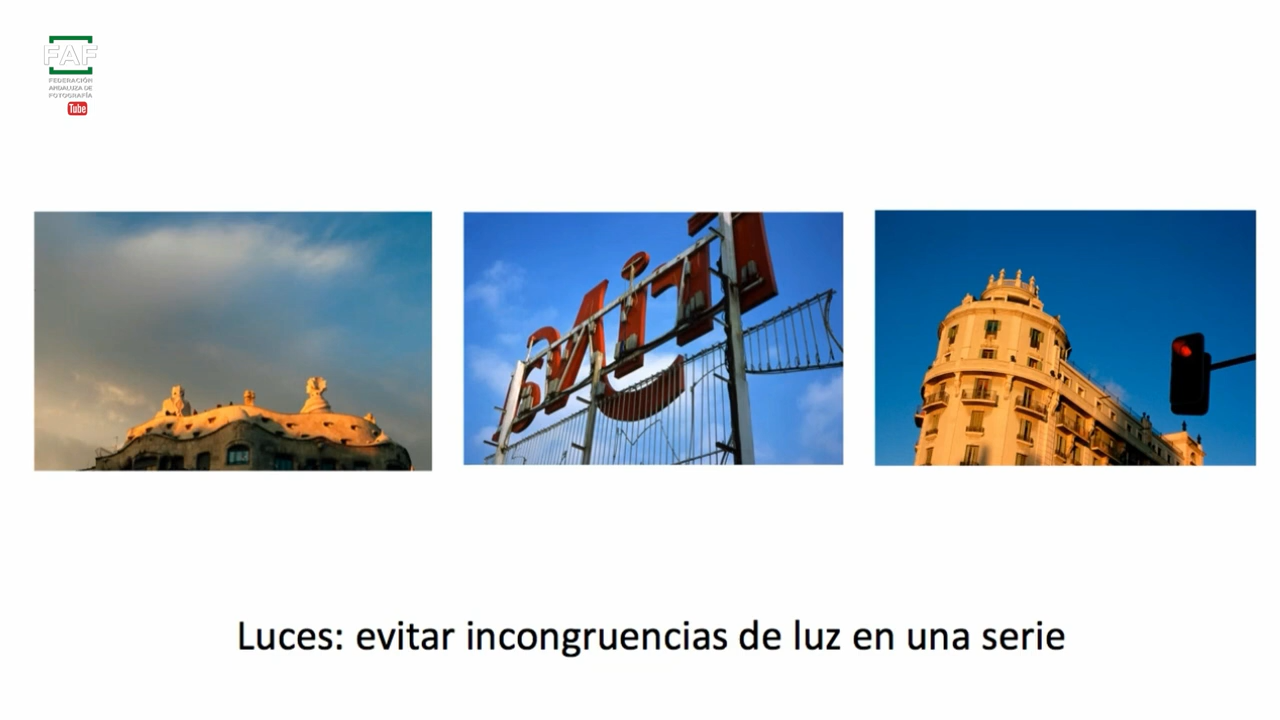 FAF
FEDERACIÓN
ANDALUZA DE
FOTOGRAFÍA
Tube
Luces: evitar incongruencias de luz en una serie